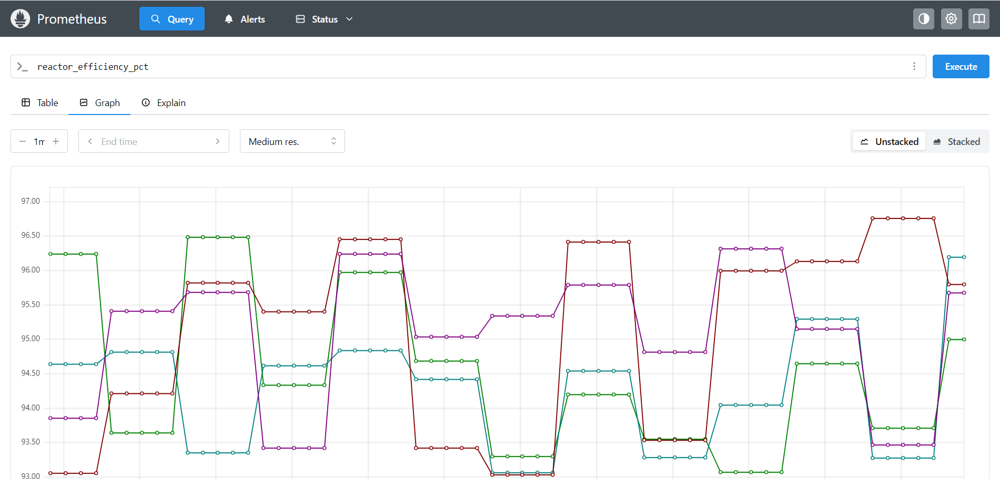 Prometheus Query Alerts Status
reactor_efficiency_pct Execute
Table Graph Explain
1m End time Medium res. Unstacked Stacked
97.00
96.50
96.00
95.50
95.00
94.50
94.00
93.50
93.00